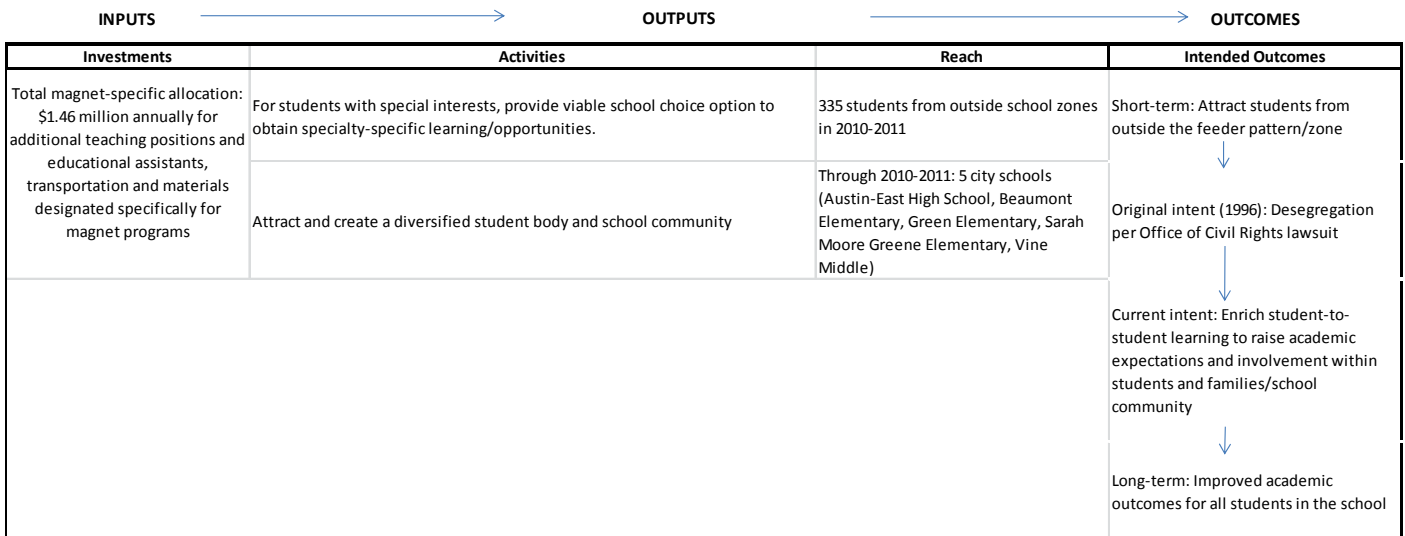 INPUTS
OUTPUTS
OUTCOMES
Investments
Activities
Reach
Intended Outcomes
Total magnet-specific allocation:
$1.46 million annually for
additional teaching positions and
educational assistants,
transportation and materials
designated specifically for
magnet programs
For students with special interests, provide viable school choice option to
obtain specialty-specific learning/opportunities.
335 students from outside school zones
in 2010-2011
Short-term: Attract students from
outside the feeder pattern/zone
Attract and create a diversified student body and school community
Through 2010-2011: 5 city schools
(Austin-East High School, Beaumont
Elementary, Green Elementary, Sarah
Moore Greene Elementary, Vine
Middle)
Original intent (1996): Desegregation
per Office of Civil Rights lawsuit
Current intent: Enrich student-to-
student learning to raise academic
expectations and involvement within
students and families/school
community
Long-term: Improved academic
outcomes for all students in the school